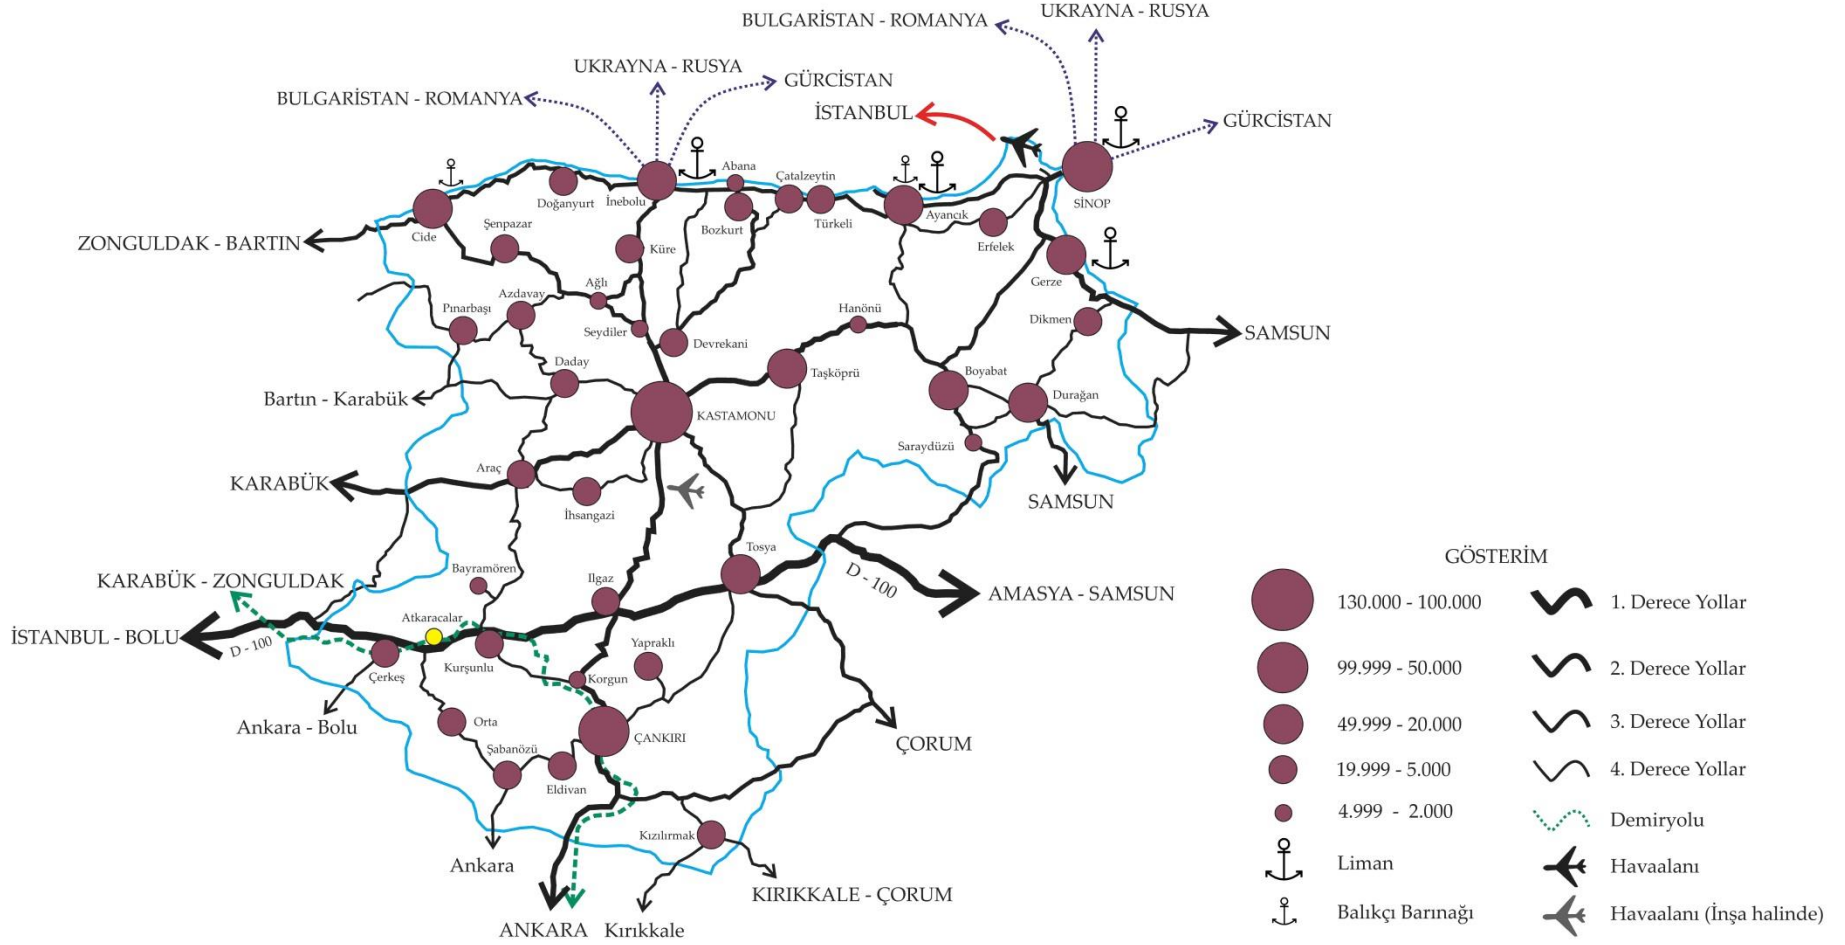 BULGARİSTAN - ROMANYA
UKRAYNA - RUSYA
UKRAYNA - RUSYA
GÜRCİSTAN
BULGARİSTAN - ROMANYA
İSTANBUL
GÜRCİSTAN
Abana
Çatalzeytin
Doğanyurt
İnebolu
Cide
Şenpazar
Bozkurt
Türkeli
Ayancık
Erfelek
SİNOP
ZONGULDAK - BARTIN
Küre
Gerze
Ağlı
Azdavay
Pınarbaşı
Hanönü
Dikmen
Seydiler
Devrekani
SAMSUN
Daday
Taşköprü
Boyabat
Durağan
Bartın - Karabük
KASTAMONU
Saraydüzü
Araç
KARABÜK
İhsangazi
SAMSUN
Tosya
Bayramören
Ilgaz
D - 100
KARABÜK - ZONGULDAK
AMASYA - SAMSUN
Atkaracalar
İSTANBUL - BOLU
D - 100
Yapraklı
Kurşunlu
Çerkeş
Korgun
Ankara - Bolu
Orta
ÇANKIRI
ÇORUM
Şabanözü
Eldivan
Kızılırmak
Ankara
KIRIKKALE - ÇORUM
ANKARA
Kırıkkale
GÖSTERİM
130.000 - 100.000
1. Derece Yollar
99.999 - 50.000
2. Derece Yollar
49.999 - 20.000
3. Derece Yollar
19.999 - 5.000
4. Derece Yollar
4.999 - 2.000
Demiryolu
Liman
Havaalanı
Balıkçı Barınağı
Havaalanı (İnşa halinde)